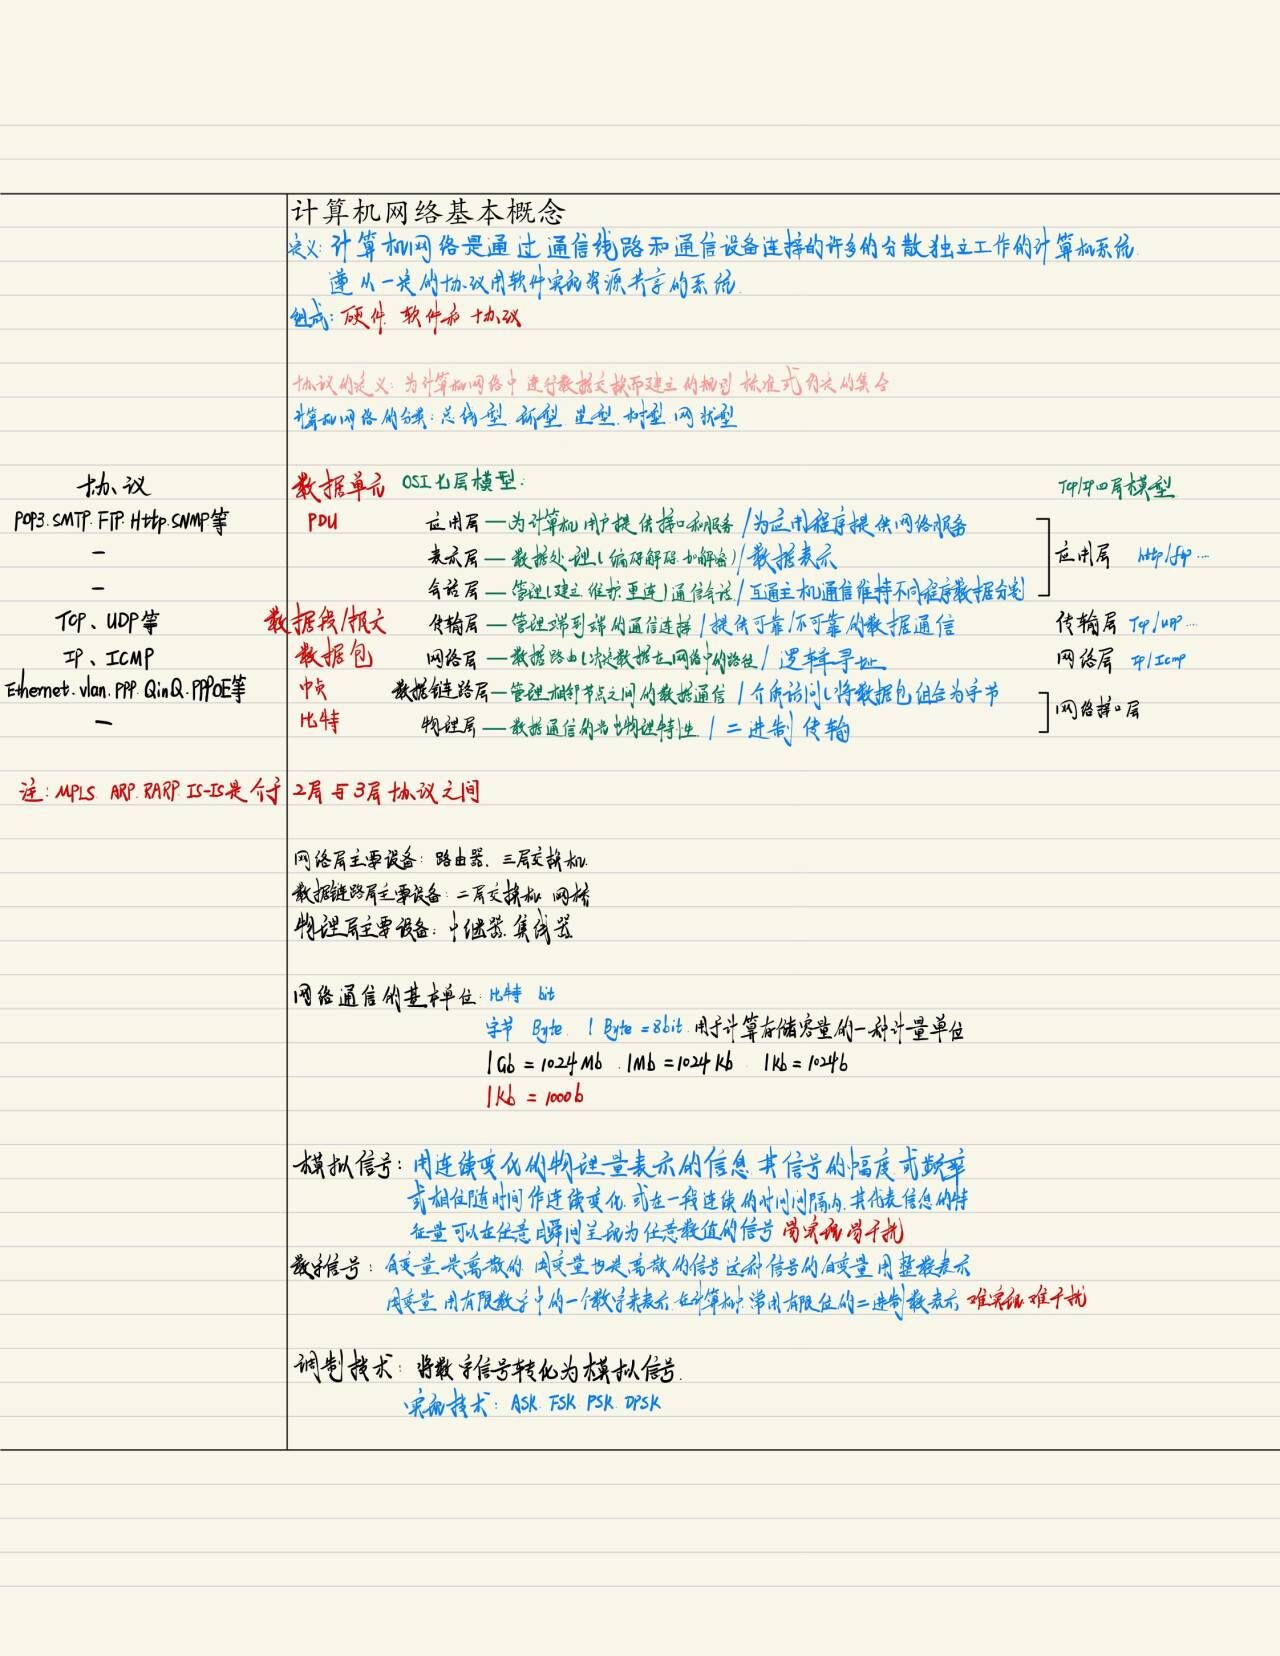 计算机网络基本概念
定义: 计算机网络是通过通信线路和通信设备连接的许多的分散独立工作的计算机系统.
遵从一定的协议用软件实现资源共享的系统.
组成: 硬件. 软件和 协议
协议的定义: 为计算机网络中进行数据交换而建立的规则 标准或约定的集合
计算机网络的分类: 总线型. 环型. 星型. 树型. 网状型
协议 数据单元 OSI七层模型: Tcp/IP四层模型
POP3. SMTP. FTP. Http. SNMP等 PDU 应用层 — 为计算机用户提供接口和服务 / 为应用程序提供网络服务
— 表示层 — 数据处理(编码解码. 加解密) / 数据表示 应用层 http/ftp ...
— 会话层 — 管理(建立 维护 重连)通信会话 / 互通主机通信维持不同程序数据分割
TCP、UDP等 数据段/报文 传输层 — 管理端到端的通信连接 / 提供可靠/不可靠的数据通信 传输层 Tcp/UDP ...
IP、ICMP 数据包 网络层 — 数据路由(决定数据在网络中的路径 / 逻辑寻址 网络层 IP/Icmp
Ethernet. vlan. PPP. QinQ. PPPoE等 帧 数据链路层 — 管理相邻节点之间的数据通信 / 介质访问(将数据包组合为字节
— 比特 物理层 — 数据通信的光电物理特性. / 二进制 传输 网络接口层
注: MPLS. ARP. RARP IS-IS是介于 2层与3层协议之间
网络层主要设备: 路由器. 三层交换机.
数据链路层主要设备: 二层交换机 网桥
物理层主要设备: 中继器. 集线器
网络通信的基本单位: 比特 bit
字节 Byte. 1 Byte = 8bit. 用于计算存储容量的一种计量单位
1Gb = 1024Mb . 1Mb = 1024Kb . 1Kb = 1024b
1Kb = 1000b
模拟信号: 用连续变化的物理量表示的信息. 其信号的幅度 或频率
或相位随时间作连续变化. 或在一段连续的时间间隔内. 其代表信息的特
征量可以在任意瞬间呈现为任意数值的信号 易实现 易干扰
数字信号: 自变量是离散的. 因变量也是离散的信号 这种信号的自变量用整数表示
因变量 用有限数字中的一个数字来表示. 在计算机中. 常用有限位的二进制数表示. 难实现 难干扰
调制技术: 将数字信号转化为模拟信号.
实现技术: ASK. FSK. PSK. DPSK